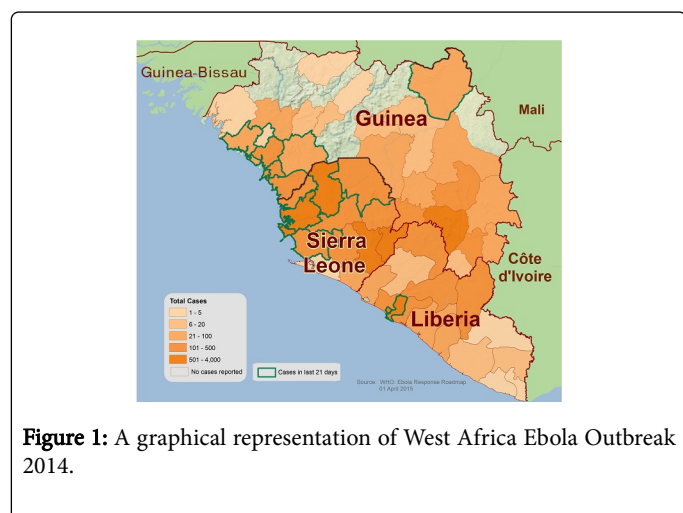 Guinea-Bissau
Mali
Guinea
Sierra
Leone
Côte
d'Ivoire
Liberia
Total Cases
1 - 5
6 - 20
21 - 100
101 - 500
501 - 4,000
No cases reported
Cases in last 21 days
Source : WHO: Ebola Response Roadmap
01 April 2015
Figure 1: A graphical representation of West Africa Ebola Outbreak
2014.